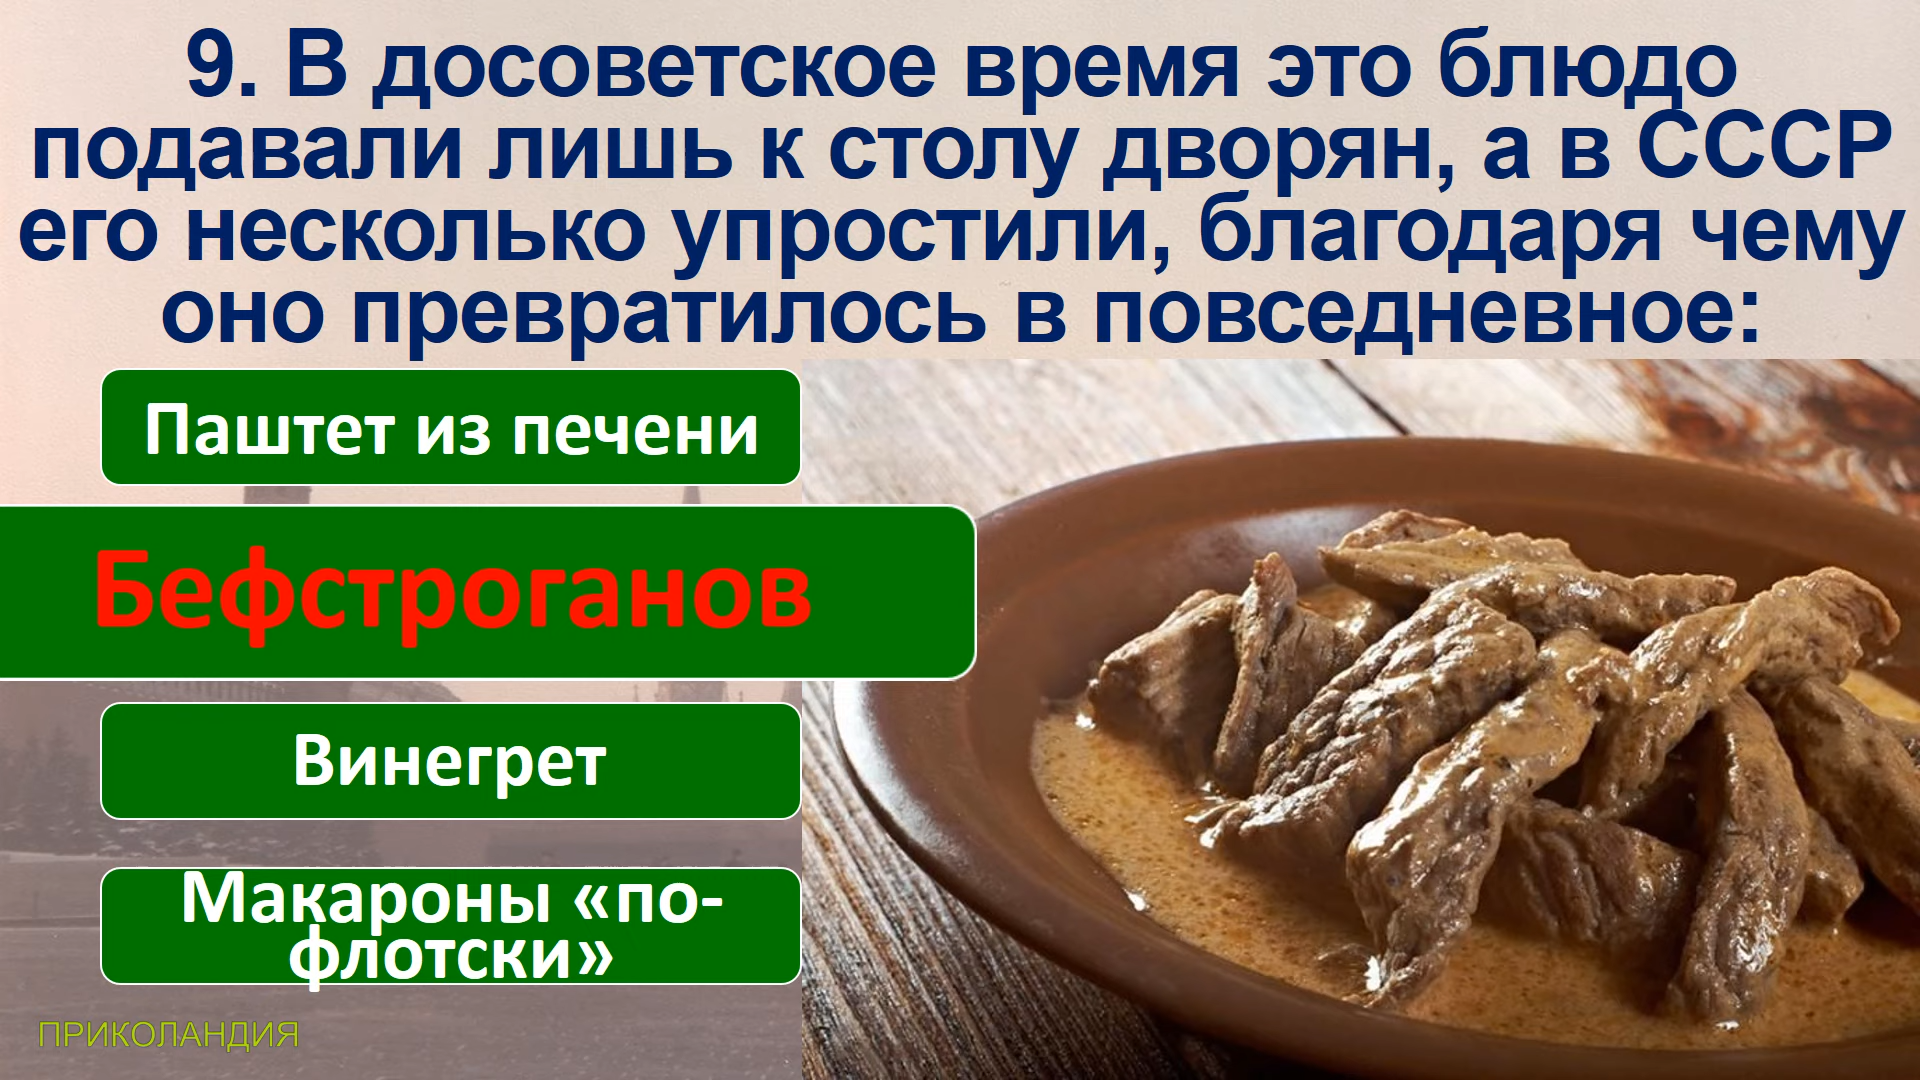 9. В досоветское время это блюдо
подавали лишь к столу дворян, а в СССР
его несколько упростили, благодаря чему
оно превратилось в повседневное:
Паштет из печени
Бефстроганов
Винегрет
Макароны «по-
флотски»
ПРИКОЛАНДИЯ